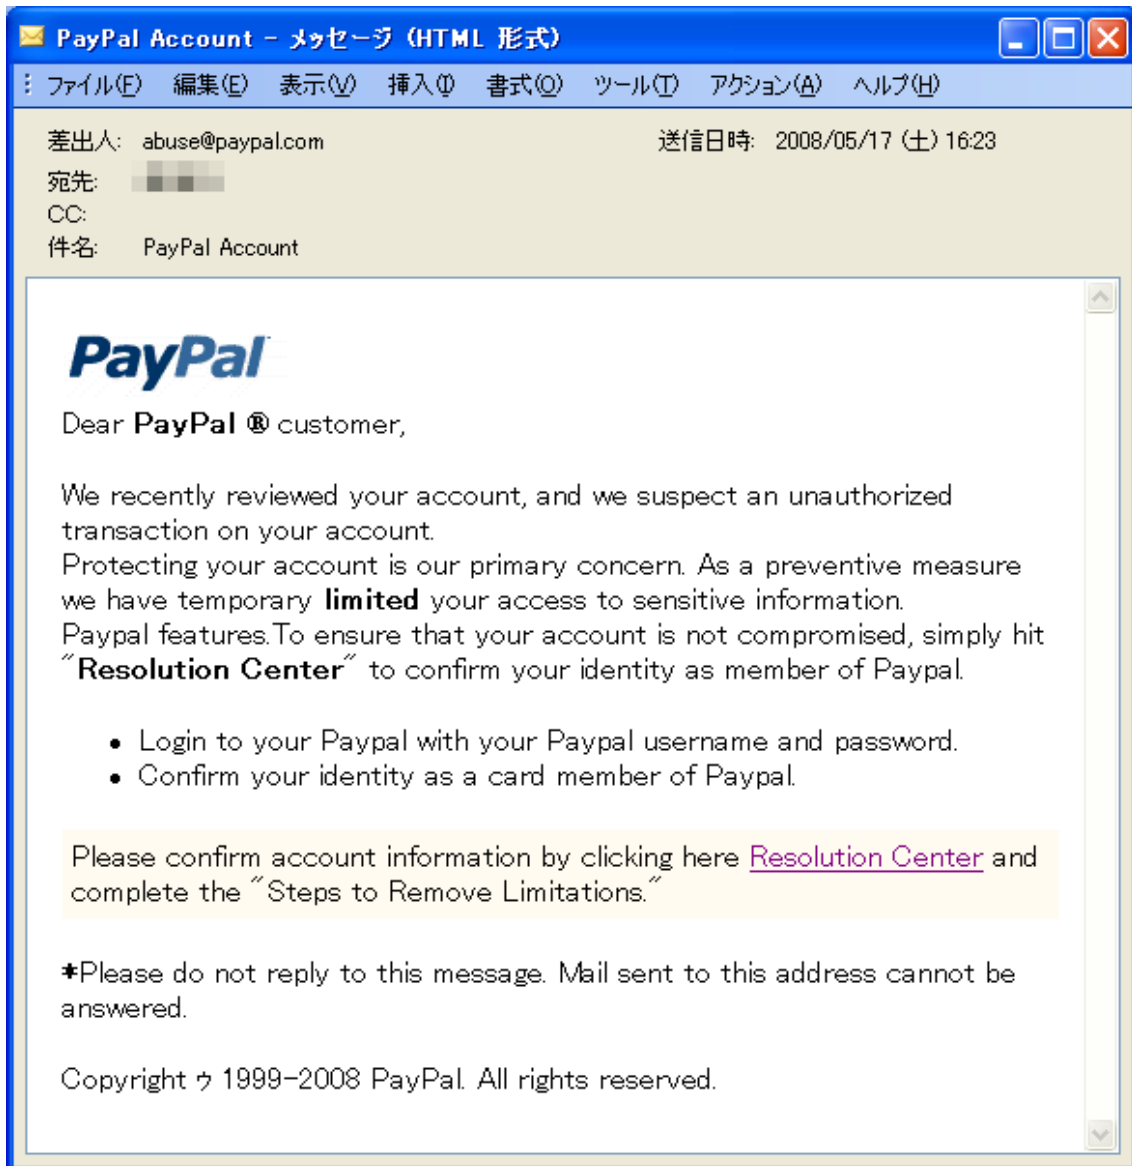 PayPal Account - メッセージ (HTML 形式)
ファイル(F) 編集(E) 表示(V) 挿入(I) 書式(O) ツール(T) アクション(A) ヘルプ(H)
差出人: abuse@paypal.com 送信日時: 2008/05/17 (土) 16:23
宛先:
CC:
件名: PayPal Account
PayPal
Dear PayPal ® customer,
We recently reviewed your account, and we suspect an unauthorized
transaction on your account.
Protecting your account is our primary concern. As a preventive measure
we have temporary limited your access to sensitive information.
Paypal features.To ensure that your account is not compromised, simply hit
"Resolution Center" to confirm your identity as member of Paypal.
• Login to your Paypal with your Paypal username and password.
• Confirm your identity as a card member of Paypal.
Please confirm account information by clicking here Resolution Center and
complete the "Steps to Remove Limitations."
*Please do not reply to this message. Mail sent to this address cannot be
answered.
Copyright ゥ 1999-2008 PayPal. All rights reserved.